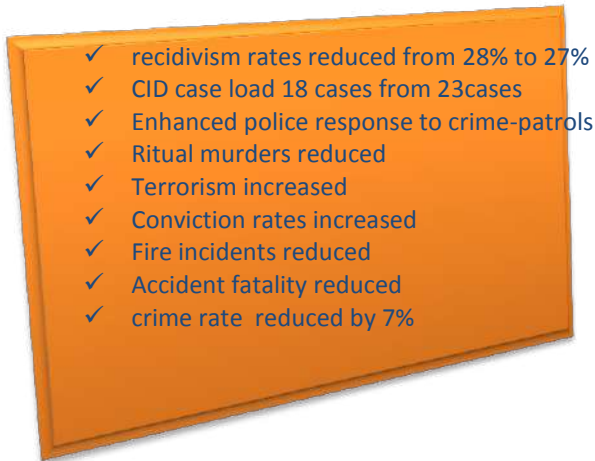 ✓ recidivism rates reduced from 28% to 27%
✓ CID case load 18 cases from 23cases
✓ Enhanced police response to crime-patrols
✓ Ritual murders reduced
✓ Terrorism increased
✓ Conviction rates increased
✓ Fire incidents reduced
✓ Accident fatality reduced
✓ crime rate  reduced by 7%